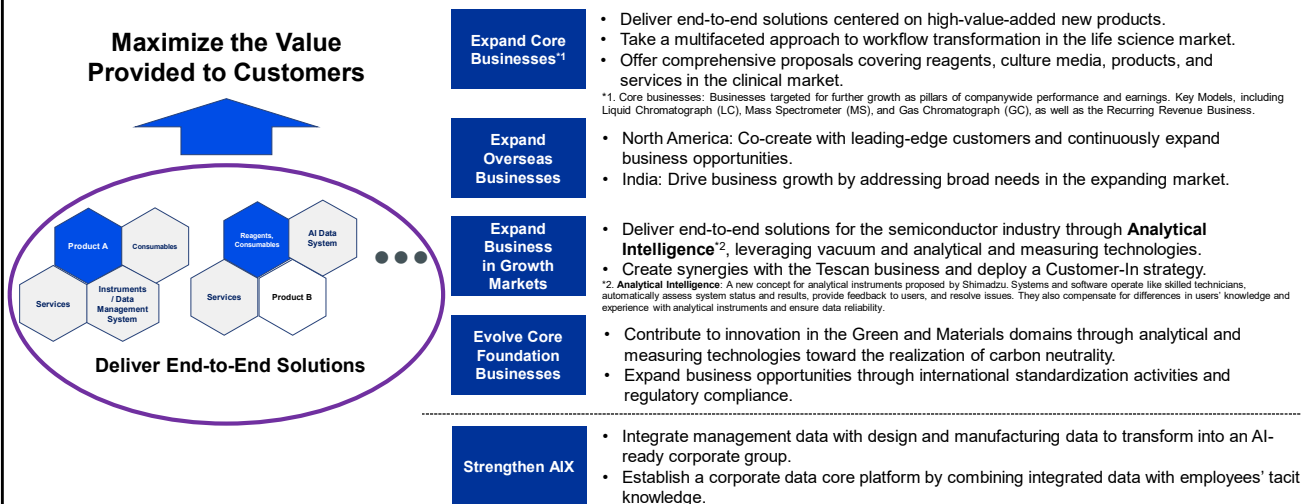 Maximize the Value
Provided to Customers
Product A
Consumables
Services
Instruments
/ Data
Management
System
Reagents,
Consumables
AI Data
System
Services
Product B
Deliver End-to-End Solutions
Expand Core
Businesses*1
• Deliver end-to-end solutions centered on high-value-added new products.
• Take a multifaceted approach to workflow transformation in the life science market.
• Offer comprehensive proposals covering reagents, culture media, products, and
services in the clinical market.
*1. Core businesses: Businesses targeted for further growth as pillars of companywide performance and earnings. Key Models, including
Liquid Chromatograph (LC), Mass Spectrometer (MS), and Gas Chromatograph (GC), as well as the Recurring Revenue Business.
Expand
Overseas
Businesses
• North America: Co-create with leading-edge customers and continuously expand
business opportunities.
• India: Drive business growth by addressing broad needs in the expanding market.
Expand
Business
in Growth
Markets
• Deliver end-to-end solutions for the semiconductor industry through Analytical
Intelligence*2, leveraging vacuum and analytical and measuring technologies.
• Create synergies with the Tescan business and deploy a Customer-In strategy.
*2. Analytical Intelligence: A new concept for analytical instruments proposed by Shimadzu. Systems and software operate like skilled technicians,
automatically assess system status and results, provide feedback to users, and resolve issues. They also compensate for differences in users' knowledge and
experience with analytical instruments and ensure data reliability.
Evolve Core
Foundation
Businesses
• Contribute to innovation in the Green and Materials domains through analytical and
measuring technologies toward the realization of carbon neutrality.
• Expand business opportunities through international standardization activities and
regulatory compliance.
Strengthen AIX
• Integrate management data with design and manufacturing data to transform into an AI-
ready corporate group.
• Establish a corporate data core platform by combining integrated data with employees' tacit
knowledge.